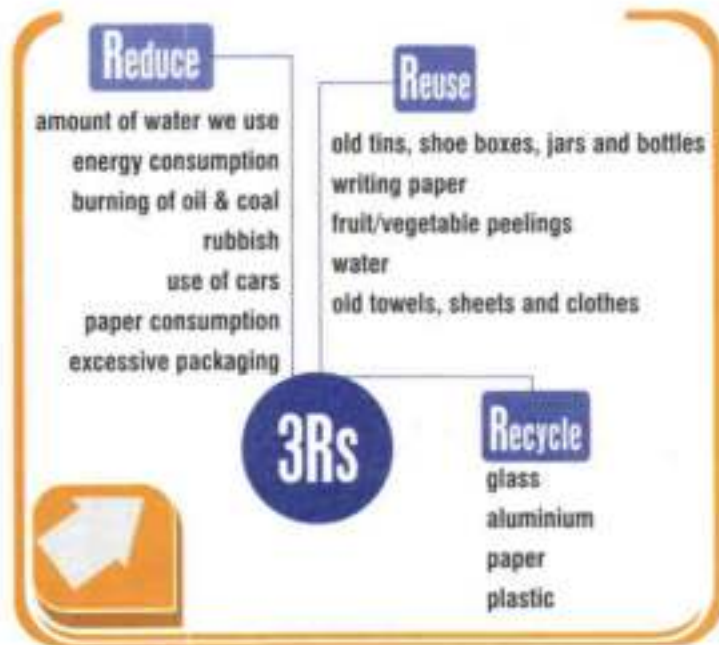 Reduce
amount of water we use
energy consumption
burning of oil & coal
rubbish
use of cars
paper consumption
excessive packaging
Reuse
old tins, shoe boxes, jars and bottles
writing paper
fruit/vegetable peelings
water
old towels, sheets and clothes
3Rs
Recycle
glass
aluminium
paper
plastic